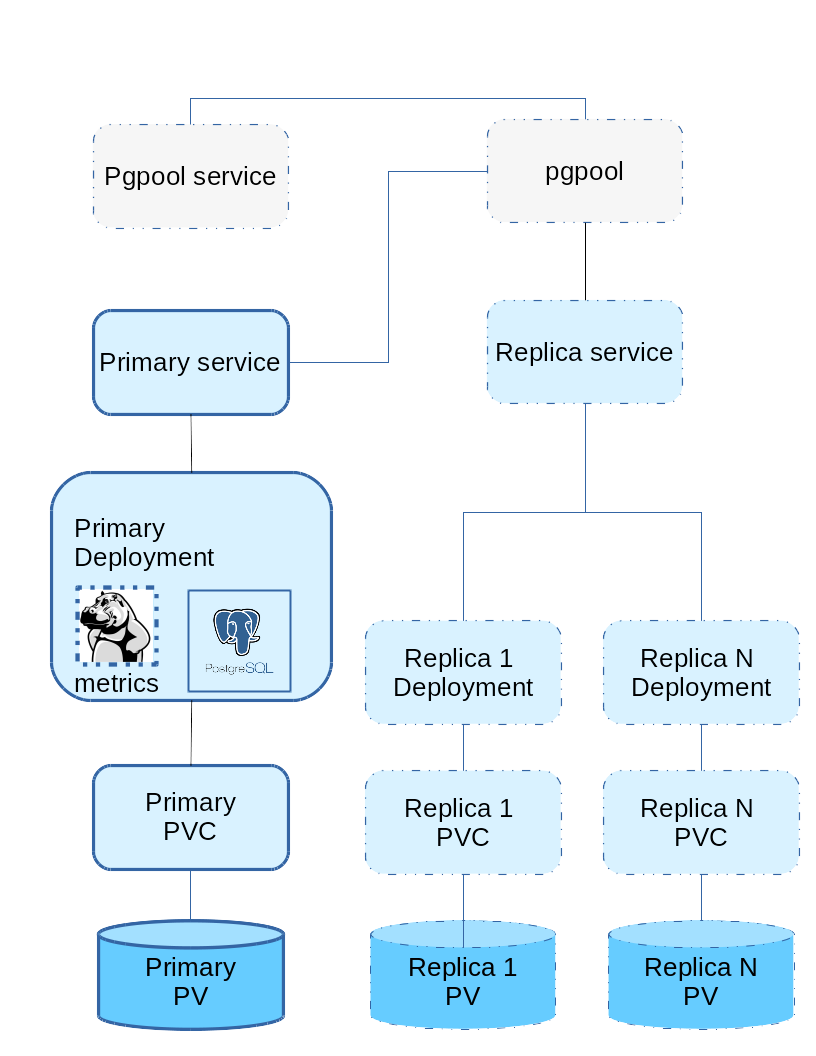 Pgpool service
pgpool
Primary service
Replica service
Primary
Deployment
metrics
PostgreSQL
Replica 1
Deployment
Replica N
Deployment
Primary
PVC
Replica 1
PVC
Replica N
PVC
Primary
PV
Replica 1
PV
Replica N
PV